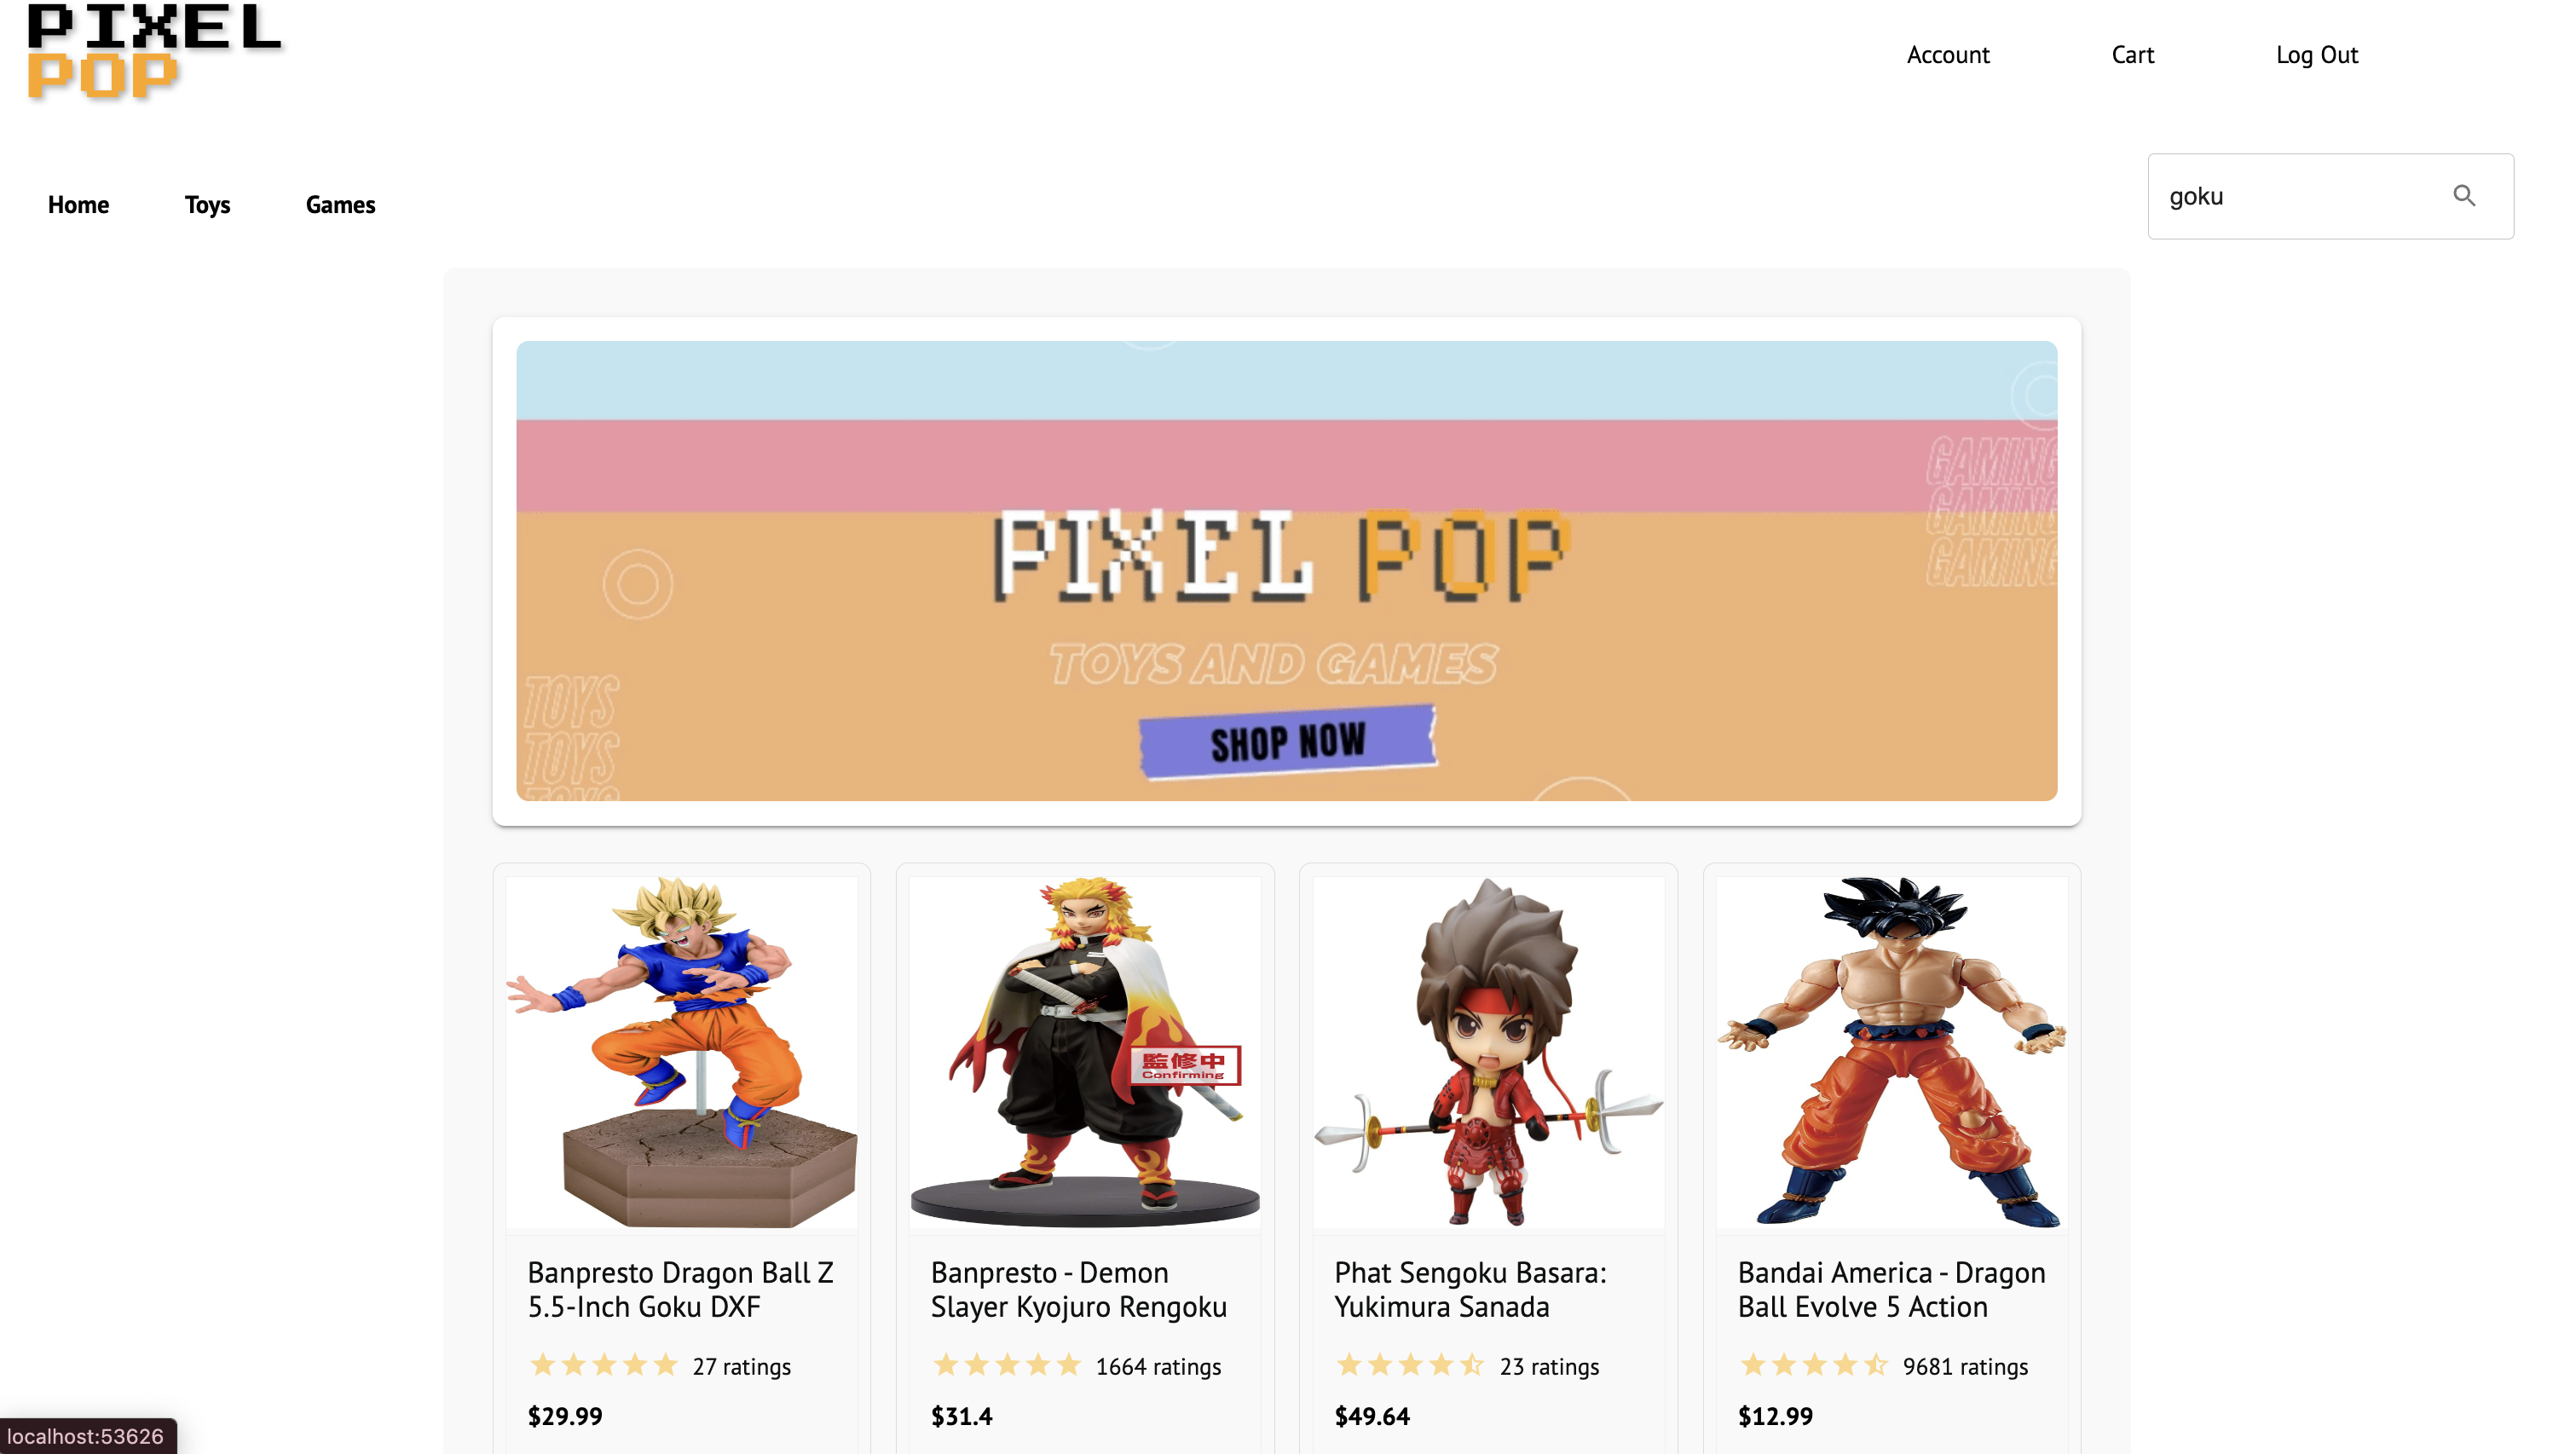 PIXEL
POP
Account
Cart
Log Out
Home
Toys
Games
goku
GAMING
GAMING
GAMING
GAMING
PIXEL POP
TOYS AND GAMES
SHOP NOW
TOYS
TOYS
TOYS
監修中
Confirming
Banpresto Dragon Ball Z
5.5-Inch Goku DXF
27 ratings
$29.99
Banpresto - Demon
Slayer Kyojuro Rengoku
1664 ratings
$31.4
Phat Sengoku Basara:
Yukimura Sanada
23 ratings
$49.64
Bandai America - Dragon
Ball Evolve 5 Action
9681 ratings
$12.99
localhost:53626